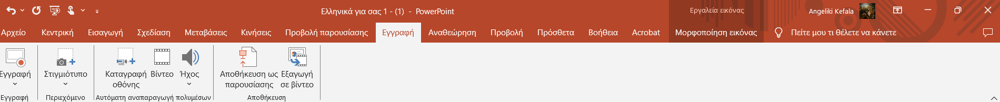 Ελληνικά για σας 1 - (1) - PowerPoint
Εργαλεία εικόνας
Angeliki Kefala
Αρχείο Κεντρική Εισαγωγή Σχεδίαση Μεταβάσεις Κινήσεις Προβολή παρουσίασης Εγγραφή Αναθεώρηση Προβολή Πρόσθετα Βοήθεια Acrobat Μορφοποίηση εικόνας Πείτε μου τι θέλετε να κάνετε
Εγγραφή
Στιγμιότυπο
Καταγραφή
οθόνης
Βίντεο
Ήχος
Αποθήκευση ως
παρουσίασης
Εξαγωγή
σε βίντεο
Εγγραφή Περιεχόμενο Αυτόματη αναπαραγωγή πολυμέσων Αποθήκευση